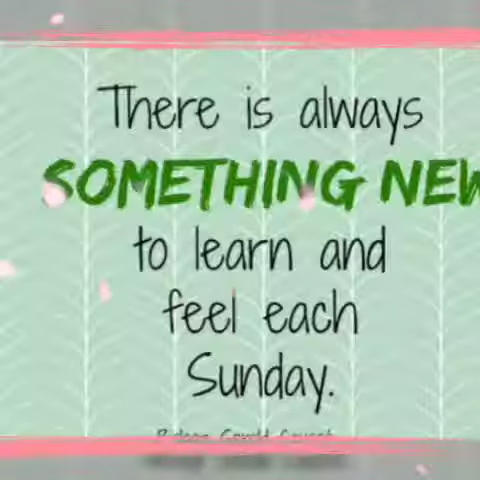 There is always
SOMETHING NEW
to learn and
feel each
Sunday.